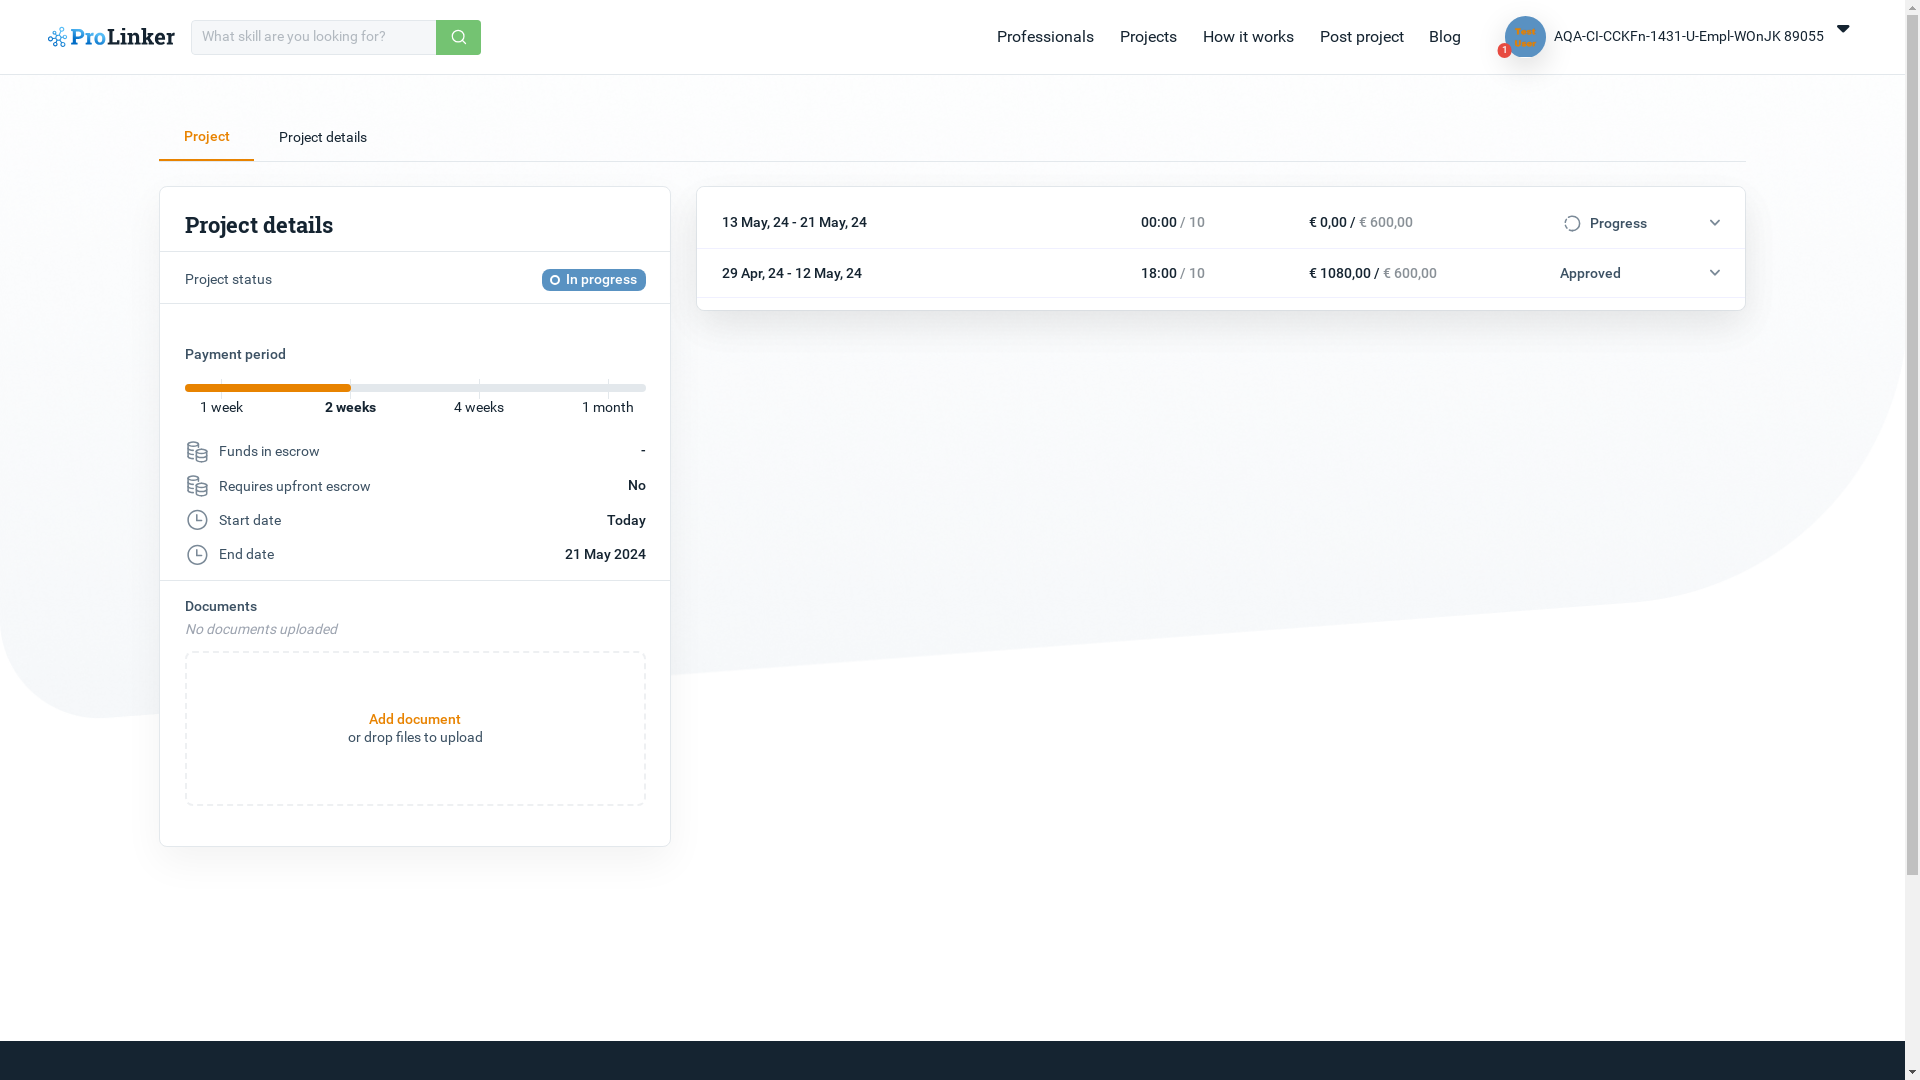 ProLinker
What skill are you looking for?
Professionals
Projects
How it works
Post project
Blog
Test
User
1
AQA-CI-CCKFn-1431-U-Empl-WOnJK 89055
Project
Project details
Project details
Project status
In progress
Payment period
1 week
2 weeks
4 weeks
1 month
Funds in escrow
-
Requires upfront escrow
No
Start date
Today
End date
21 May 2024
Documents
No documents uploaded
Add document
or drop files to upload
13 May, 24 - 21 May, 24
00:00 / 10
€ 0,00 / € 600,00
Progress
29 Apr, 24 - 12 May, 24
18:00 / 10
€ 1080,00 / € 600,00
Approved